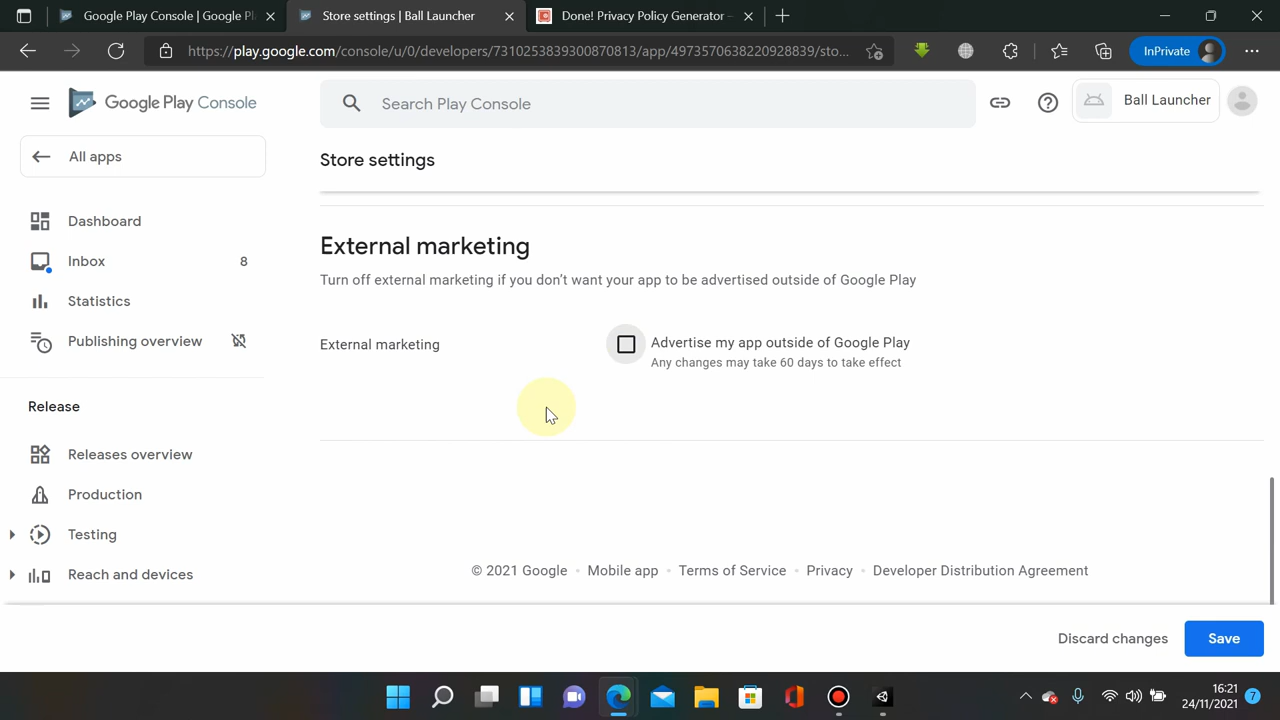 Google Play Console | Google Pla
Store settings | Ball Launcher
Done! Privacy Policy Generator –
https://play.google.com/console/u/0/developers/7310253839300870813/app/4973570638220928839/sto...
InPrivate
Google Play Console
Search Play Console
Ball Launcher
All apps
Store settings
Dashboard
Inbox 8
Statistics
Publishing overview
Release
Releases overview
Production
Testing
Reach and devices
External marketing
Turn off external marketing if you don't want your app to be advertised outside of Google Play
External marketing
Advertise my app outside of Google Play
Any changes may take 60 days to take effect
© 2021 Google • Mobile app • Terms of Service • Privacy • Developer Distribution Agreement
Discard changes
Save
16:21
24/11/2021
7